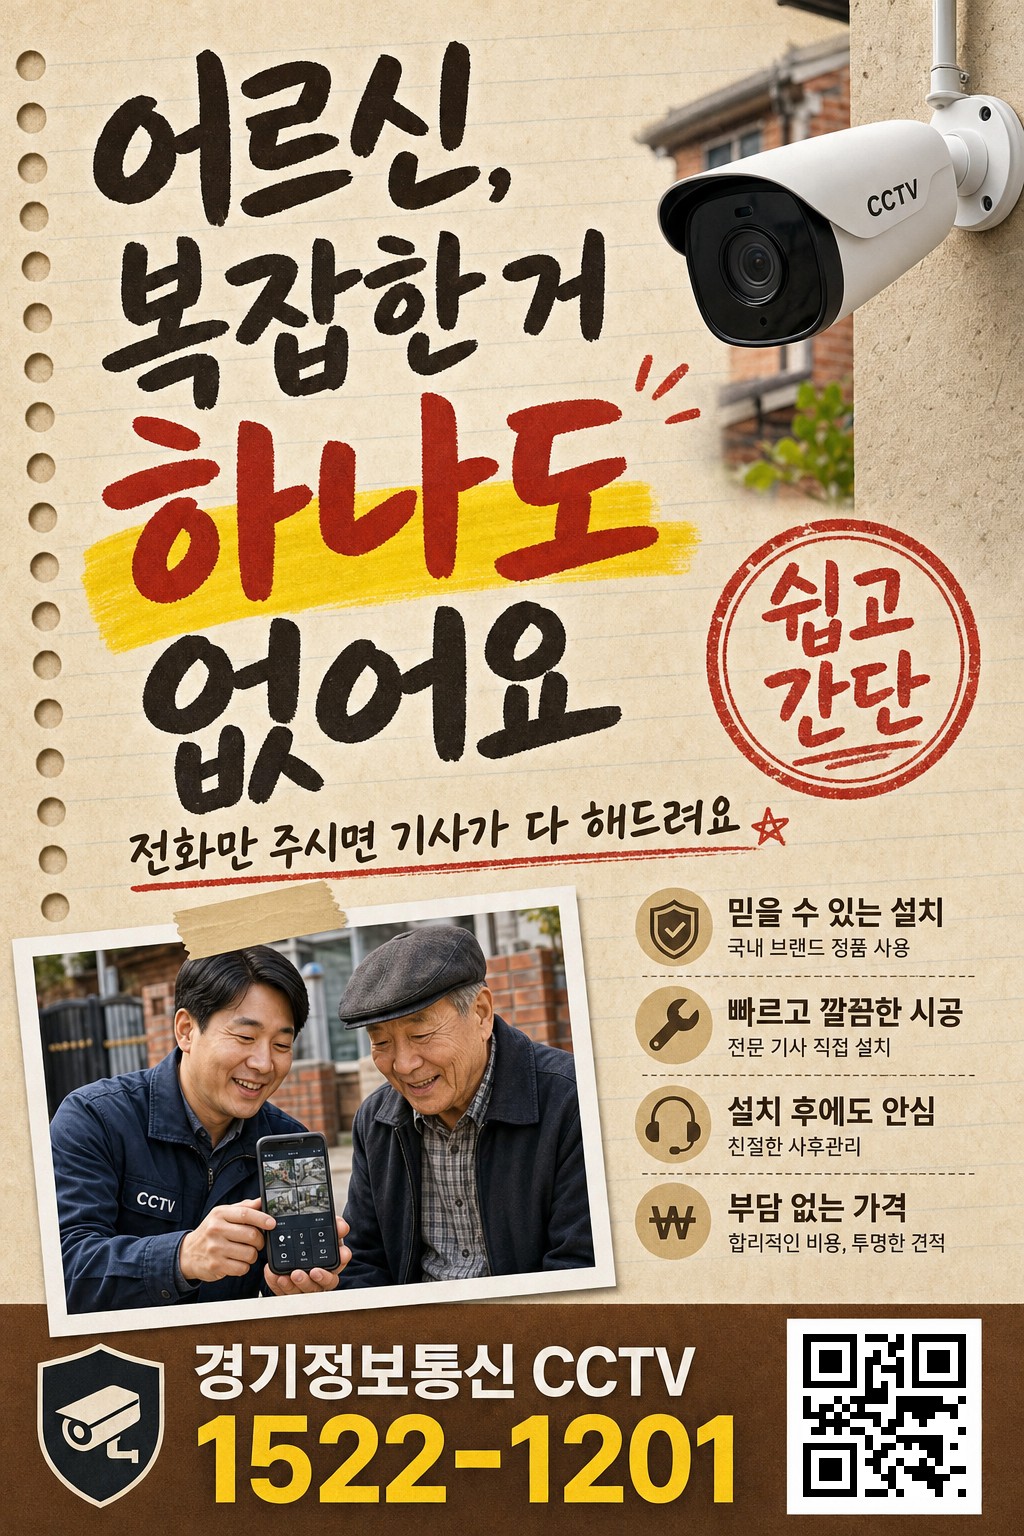 어르신,
복잡한 거
하나도
없어요
전화만 주시면 기사가 다 해드려요
CCTV
쉽고
간단
믿을 수 있는 설치
국내 브랜드 정품 사용
빠르고 깔끔한 시공
전문 기사 직접 설치
설치 후에도 안심
친절한 사후관리
₩
부담 없는 가격
합리적인 비용, 투명한 견적
CCTV
경기정보통신 CCTV
1522-1201